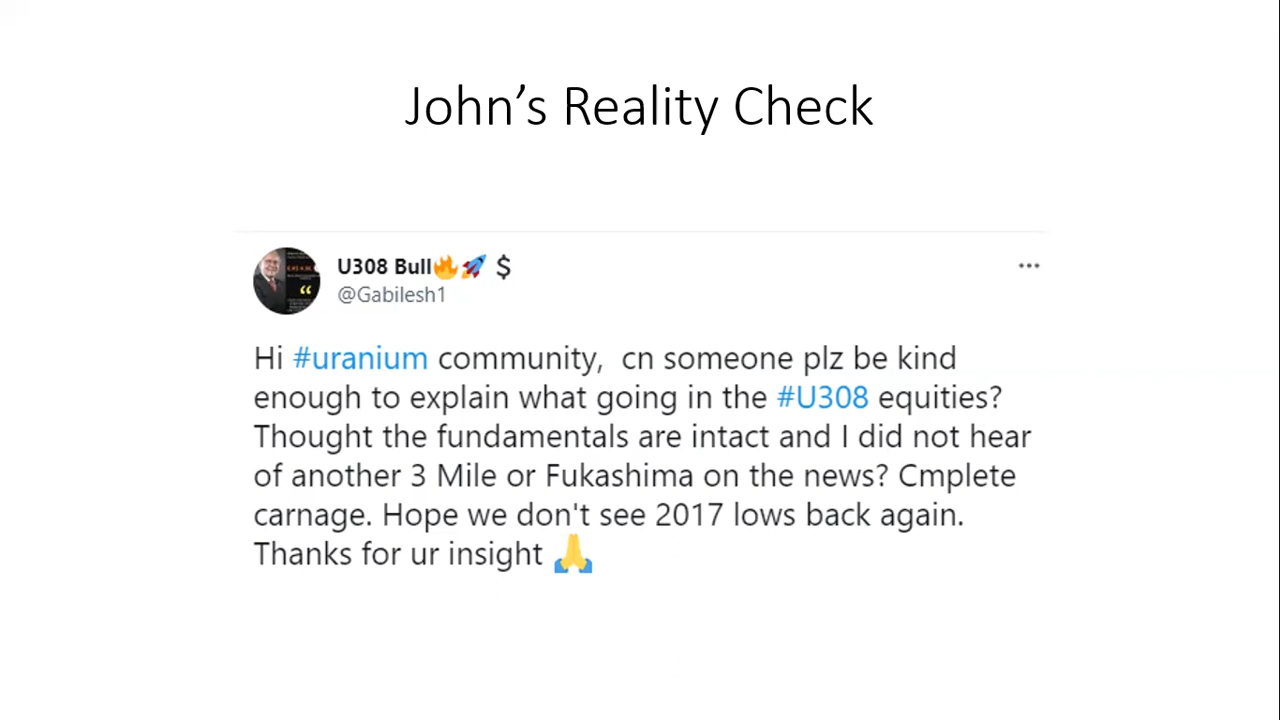 John’s Reality Check
U308 Bull🔥🚀 $
@Gabilesh1
Hi #uranium community,  cn someone plz be kind
enough to explain what going in the #U308 equities?
Thought the fundamentals are intact and I did not hear
of another 3 Mile or Fukashima on the news? Cmplete
carnage. Hope we don't see 2017 lows back again.
Thanks for ur insight 🙏